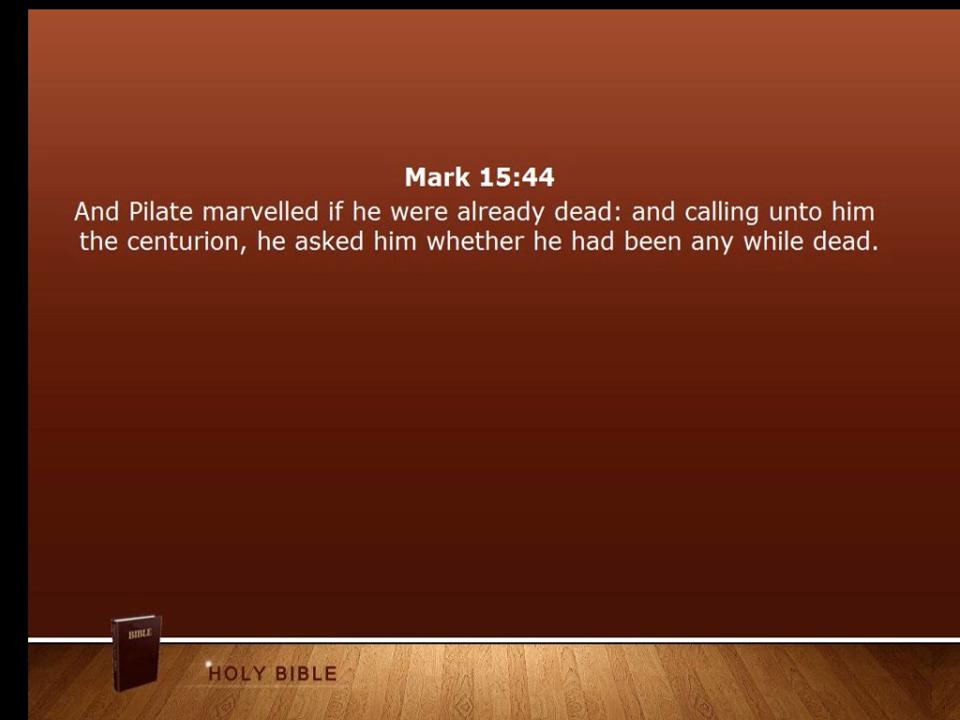 Mark 15:44
And Pilate marvelled if he were already dead: and calling unto him
the centurion, he asked him whether he had been any while dead.
BIBLE
HOLY BIBLE